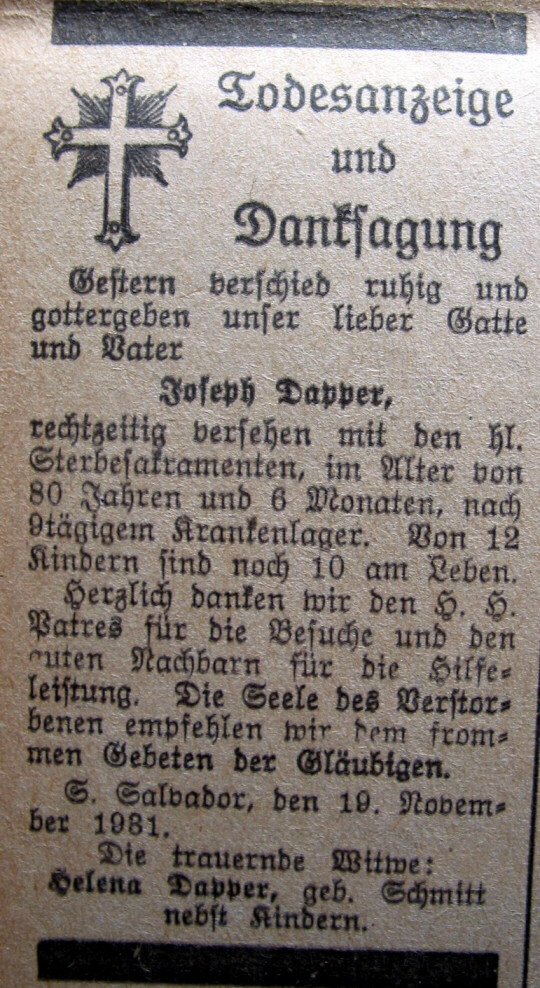 Todesanzeige
und
Danksagung
Gestern verschied ruhig und
gottergeben unser lieber Gatte
und Vater
Joseph Dapper,
rechtzeitig versehen mit den hl.
Sterbesakramenten, im Alter von
80 Jahren und 6 Monaten, nach
9tägigem Krankenlager. Von 12
Kindern sind noch 10 am Leben.
Herzlich danken wir den H. H.
Patres für die Besuche und den
guten Nachbarn für die Hilfe-
leistung. Die Seele des Verstor-
benen empfehlen wir dem from-
men Gebeten der Gläubigen.
S. Salvador, den 19. Novem-
ber 1931.
Die trauernde Witwe:
Helena Dapper, geb. Schmitt
nebst Kindern.